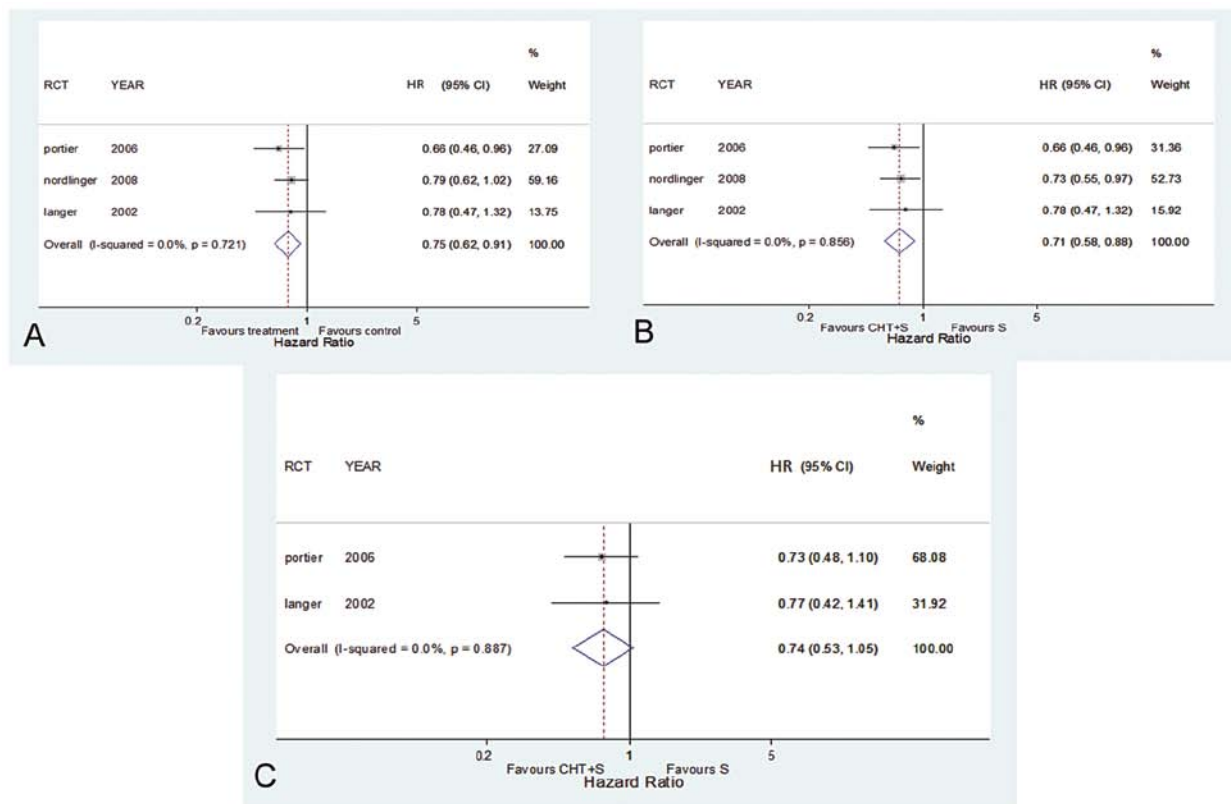 %
RCT YEAR HR (95% CI) Weight
portier 2006 0.66 (0.46, 0.96) 27.09
nordlinger 2008 0.79 (0.62, 1.02) 59.16
langer 2002 0.78 (0.47, 1.32) 13.75
Overall (I-squared = 0.0%, p = 0.721) 0.75 (0.62, 0.91) 100.00
0.2 1 5
Favours treatment Favours control
Hazard Ratio
A
%
RCT YEAR HR (95% CI) Weight
portier 2006 0.66 (0.46, 0.96) 31.36
nordlinger 2008 0.73 (0.55, 0.97) 52.73
langer 2002 0.78 (0.47, 1.32) 15.92
Overall (I-squared = 0.0%, p = 0.856) 0.71 (0.58, 0.88) 100.00
0.2 1 5
Favours CHT+S Favours S
Hazard Ratio
B
%
RCT YEAR HR (95% CI) Weight
portier 2006 0.73 (0.48, 1.10) 68.08
langer 2002 0.77 (0.42, 1.41) 31.92
Overall (I-squared = 0.0%, p = 0.887) 0.74 (0.53, 1.05) 100.00
0.2 1 5
Favours CHT+S Favours S
Hazard Ratio
C